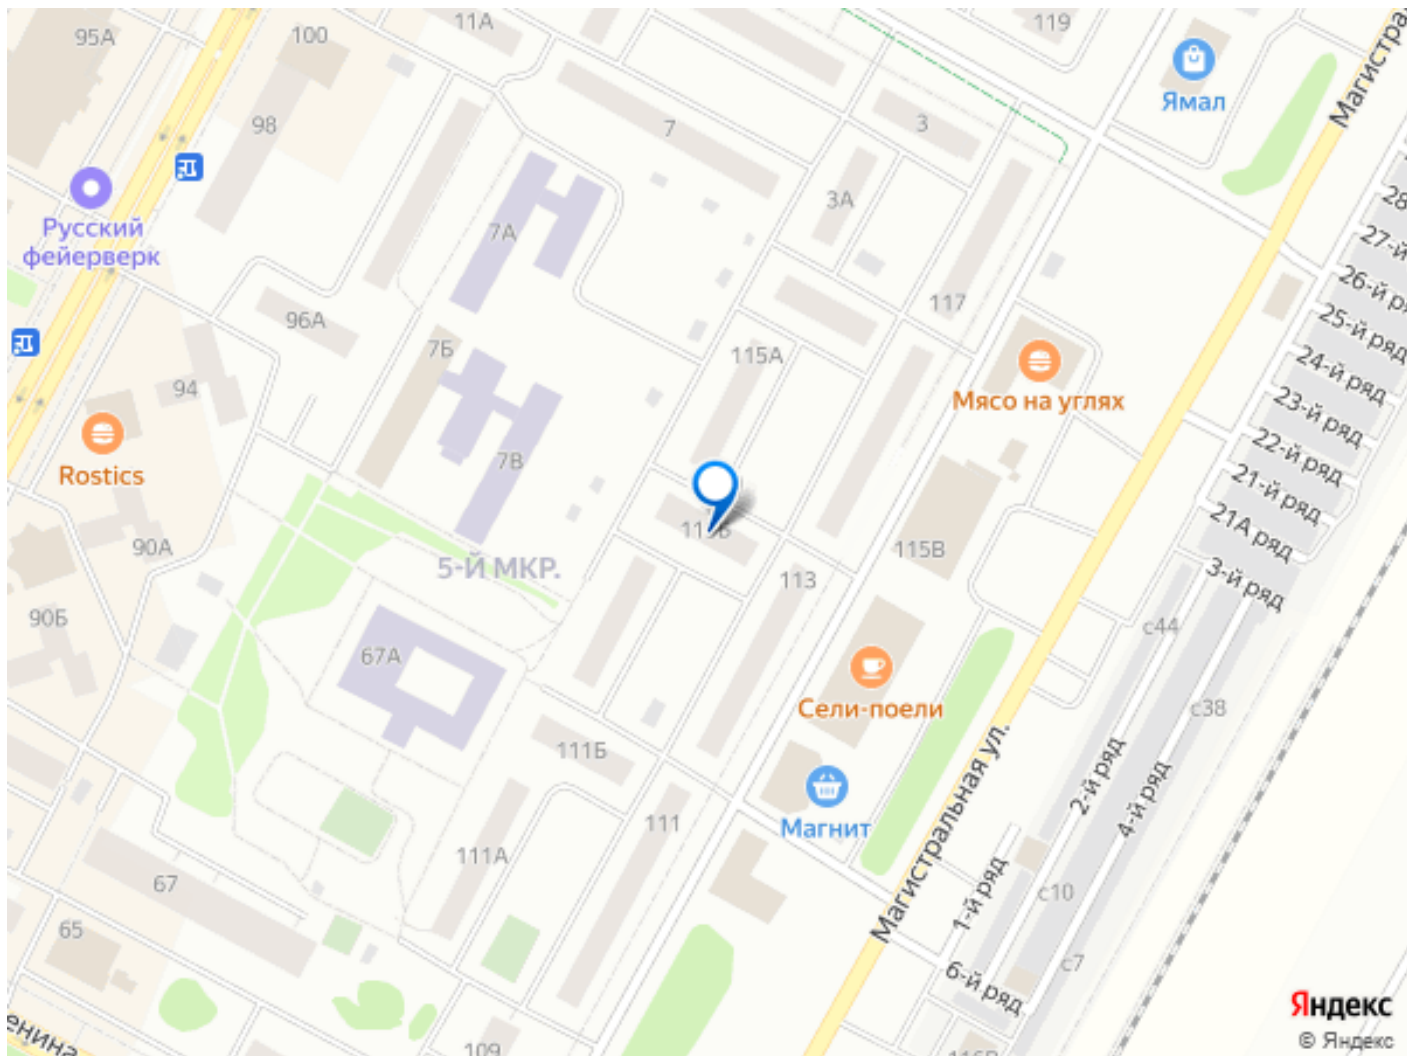 95А
100
11А
119
Ямал
Магистра
98
7
3
3А
7А
Русский
фейерверк
28
27-й
26-й ря
25-й ряд
24-й ряд
23-й ряд
22-й ряд
21-й ряд
21А ряд
3-й ряд
117
96А
7Б
115А
94
Мясо на углях
Rostics
7В
115В
90А
5-Й МКР.
113
90Б
67А
с44
Сели-поели
с38
111Б
Магистральная ул.
2-й ряд
4-й ряд
Магнит
111
111А
67
1-й ряд
с10
65
с7
6-й ряд
Яндекс
© Яндекс
енина
109
116В